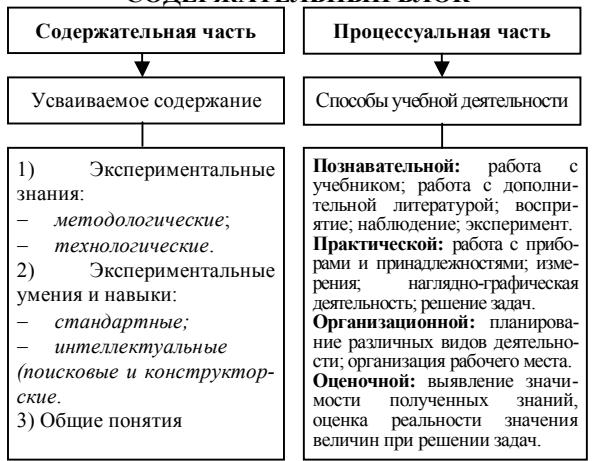 СОДЕРЖАТЕЛЬНЫЙ БЛОК
Содержательная часть
Усваиваемое содержание
1) Экспериментальные
знания:
– методологические;
– технологические.
2) Экспериментальные
умения и навыки:
– стандартные;
– интеллектуальные
(поисковые и конструктор-
ские.
3) Общие понятия
Процессуальная часть
Способы учебной деятельности
Познавательной: работа с
учебником; работа с дополни-
тельной литературой; воспри-
ятие; наблюдение; эксперимент.
Практической: работа с прибо-
рами и принадлежностями; изме-
рения; наглядно-графическая
деятельность; решение задач.
Организационной: планирова-
ние различных видов деятельно-
сти; организация рабочего места.
Оценочной: выявление значи-
мости полученных знаний,
оценка реальности значения
величин при решении задач.